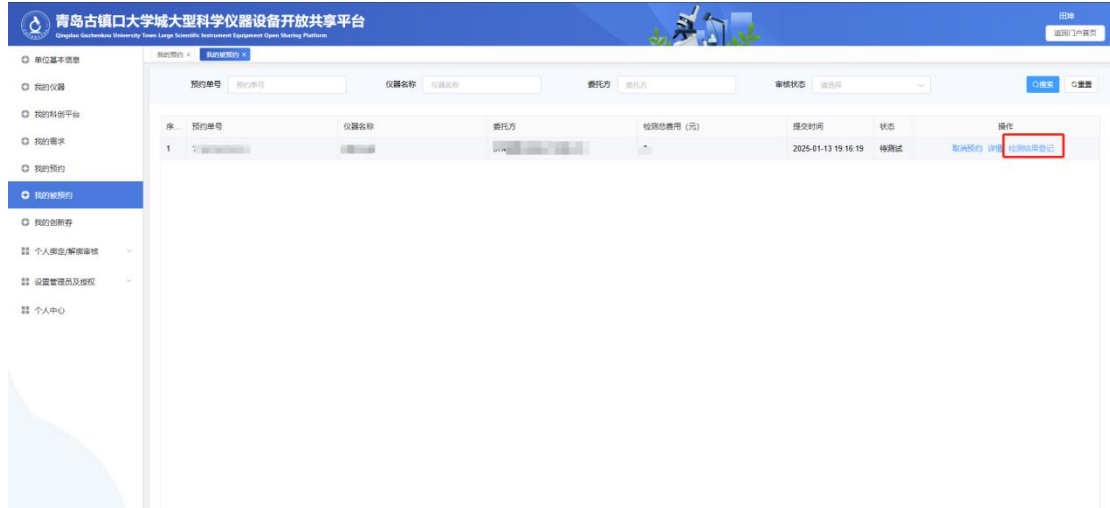 青岛古镇口大学城大型科学仪器设备开放共享平台
Qingdao Guzhenkou University Town Large Scientific Instrument Equipment Open Sharing Platform
田坤
返回门户首页
单位基本信息
我的预约 × 我的被预约 ×
我的仪器
预约单号 预约单号 仪器名称 仪器名称 委托方 委托方 审核状态 请选择 搜索 重置
我的科创平台
序... 预约单号 仪器名称 委托方 检测总费用（元） 提交时间 状态 操作
我的需求
1 2025-01-13 19:16:19 待测试 取消预约 详情 检测结果登记
我的预约
我的被预约
我的创新券
个人绑定/解绑审核
设置管理员及授权
个人中心